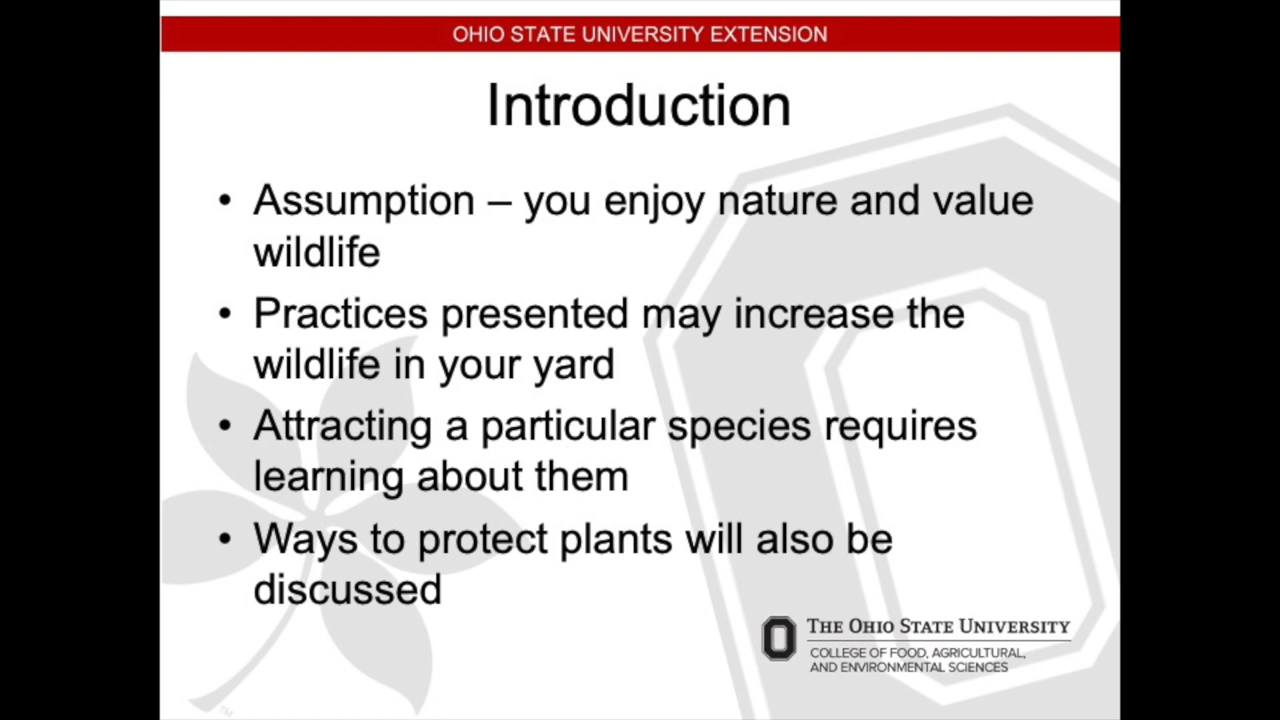 OHIO STATE UNIVERSITY EXTENSION
Introduction
• Assumption – you enjoy nature and value
wildlife
• Practices presented may increase the
wildlife in your yard
• Attracting a particular species requires
learning about them
• Ways to protect plants will also be
discussed
THE OHIO STATE UNIVERSITY
COLLEGE OF FOOD, AGRICULTURAL,
AND ENVIRONMENTAL SCIENCES
TM